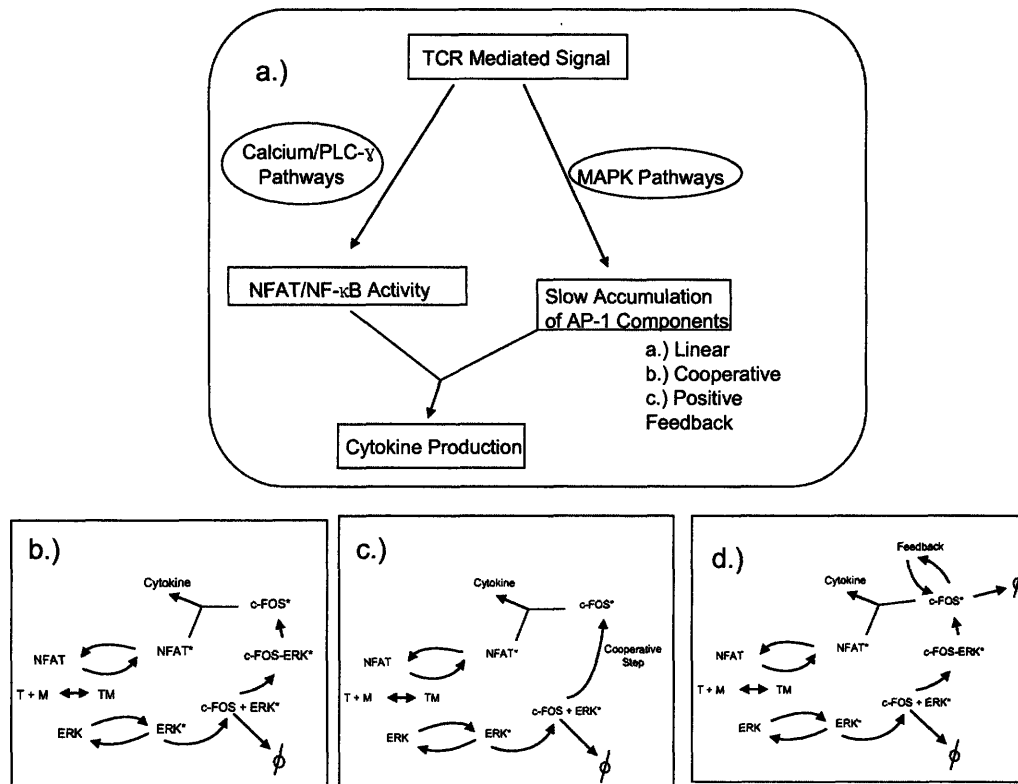 a.)
TCR Mediated Signal
Calcium/PLC-ɣ
Pathways
MAPK Pathways
NFAT/NF-κB Activity
Slow Accumulation
of AP-1 Components
a.) Linear
b.) Cooperative
c.) Positive
Feedback
Cytokine Production
b.)
Cytokine
c-FOS*
NFAT
NFAT*
c-FOS-ERK*
T + M
TM
c-FOS + ERK*
ERK
ERK*
ϕ
c.)
Cytokine
c-FOS*
NFAT
NFAT*
Cooperative
Step
T + M
TM
c-FOS + ERK*
ERK
ERK*
ϕ
d.)
Feedback
Cytokine
c-FOS*
ϕ
NFAT
NFAT*
c-FOS-ERK*
T + M
TM
c-FOS + ERK*
ERK
ERK*
ϕ